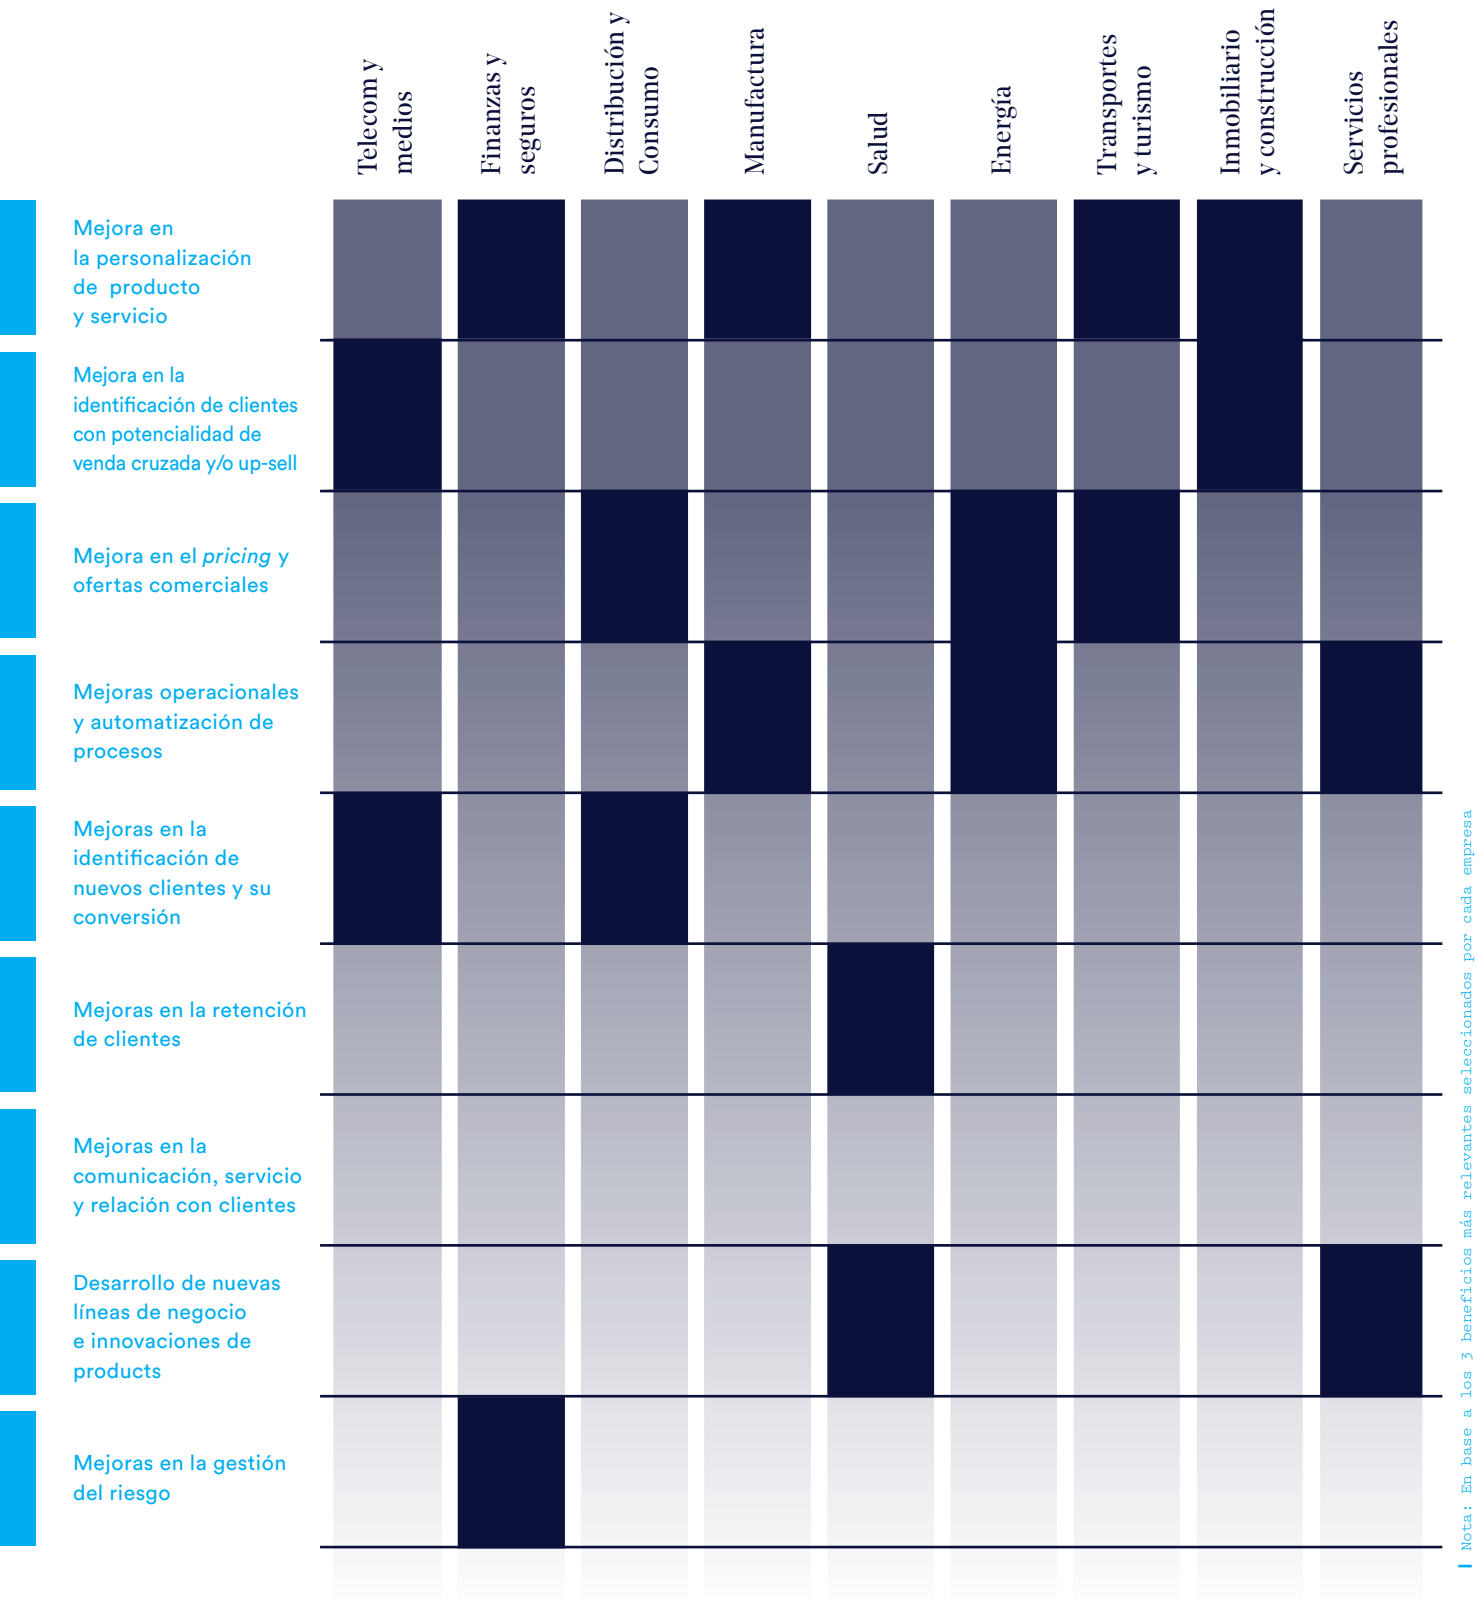 Telecom y
medios
Finanzas y
seguros
Distribución y
Consumo
Manufactura
Salud
Energía
Transportes
y turismo
Inmobiliario
y construcción
Servicios
profesionales
Mejora en
la personalización
de producto
y servicio
Mejora en la
identificación de clientes
con potencialidad de
venda cruzada y/o up-sell
Mejora en el pricing y
ofertas comerciales
Mejoras operacionales
y automatización de
procesos
Mejoras en la
identificación de
nuevos clientes y su
conversión
Mejoras en la retención
de clientes
Mejoras en la
comunicación, servicio
y relación con clientes
Desarrollo de nuevas
líneas de negocio
e innovaciones de
products
Mejoras en la gestión
del riesgo
Nota: En base a los 3 beneficios más relevantes seleccionados por cada empresa